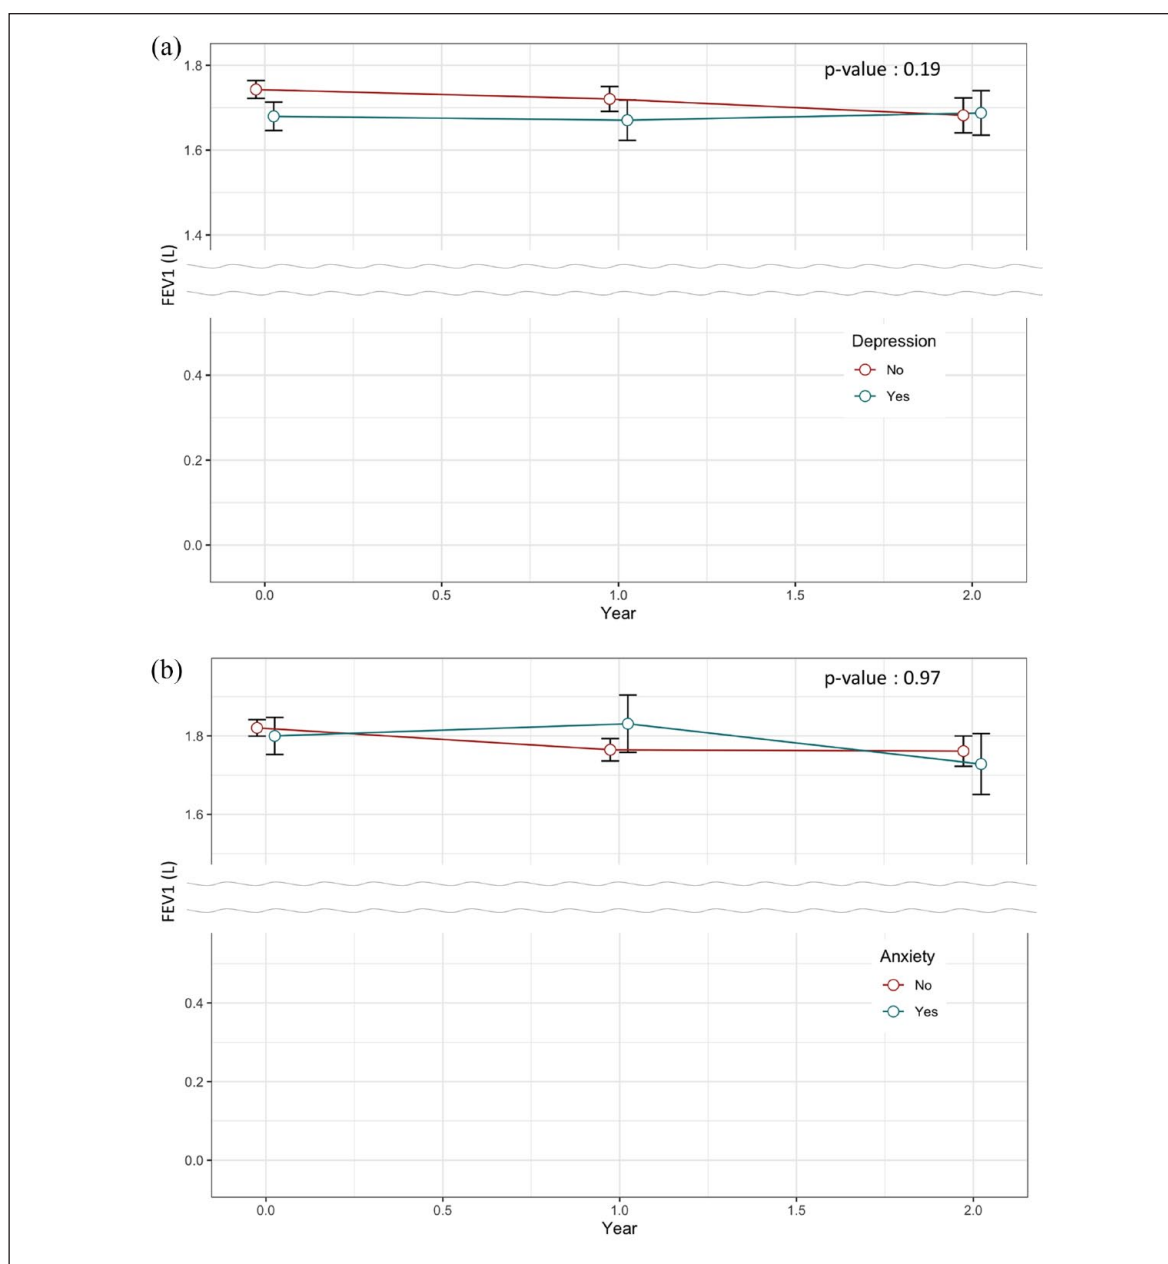 (a)
p-value : 0.19
1.8
1.6
1.4
FEV1 (L)
Depression
No
Yes
0.4
0.2
0.0
0.0 0.5 1.0 1.5 2.0
Year
(b)
p-value : 0.97
1.8
1.6
FEV1 (L)
Anxiety
No
Yes
0.4
0.2
0.0
0.0 0.5 1.0 1.5 2.0
Year